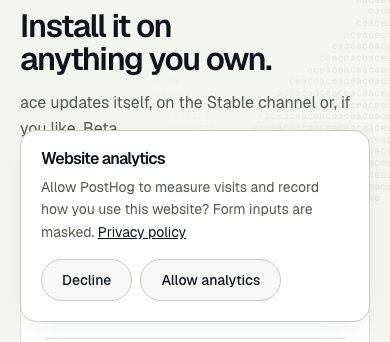 Install it on
anything you own.
ace updates itself, on the Stable channel or, if
you like, Beta.
Website analytics
Allow PostHog to measure visits and record
how you use this website? Form inputs are
masked. Privacy policy
Decline
Allow analytics